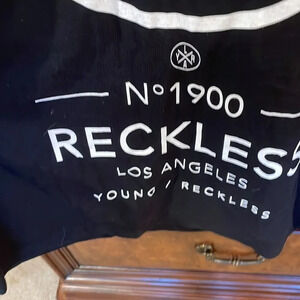 Nº1900
RECKLESS
LOS ANGELES
YOUNG / RECKLESS